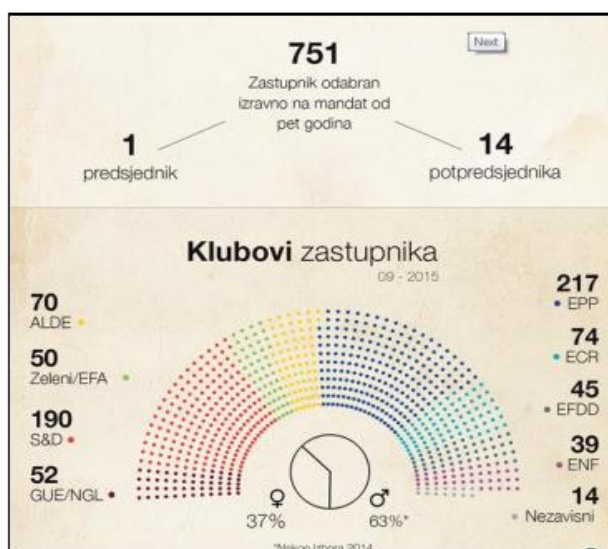 751
Next
Zastupnik odabran
izravno na mandat od
pet godina
1
predsjednik
14
potpredsjednika
Klubovi zastupnika
09 - 2015
70
ALDE
50
Zeleni/EFA
190
S&D
52
GUE/NGL
217
EPP
74
ECR
45
EFDD
39
ENF
14
Nezavisni
37%
63%*
*Nakon izbora 2014